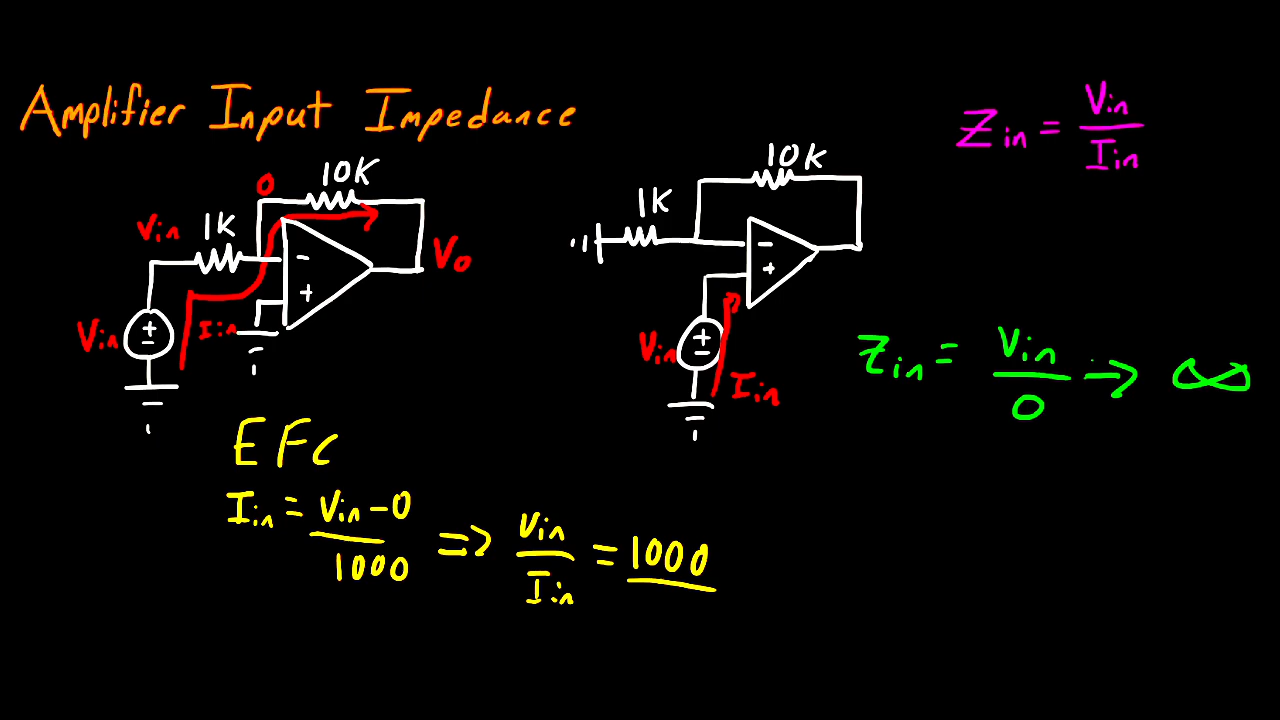 Amplifier Input Impedance
Zin = Vin / Iin
0
10K
Vin
1K
-
+
Vo
Vin
+
-
Iin
10K
1K
-
+
Vin
+
-
Iin
Zin = Vin / 0 → ∞
EFC
Iin = Vin - 0 / 1000 => Vin / Iin = 1000